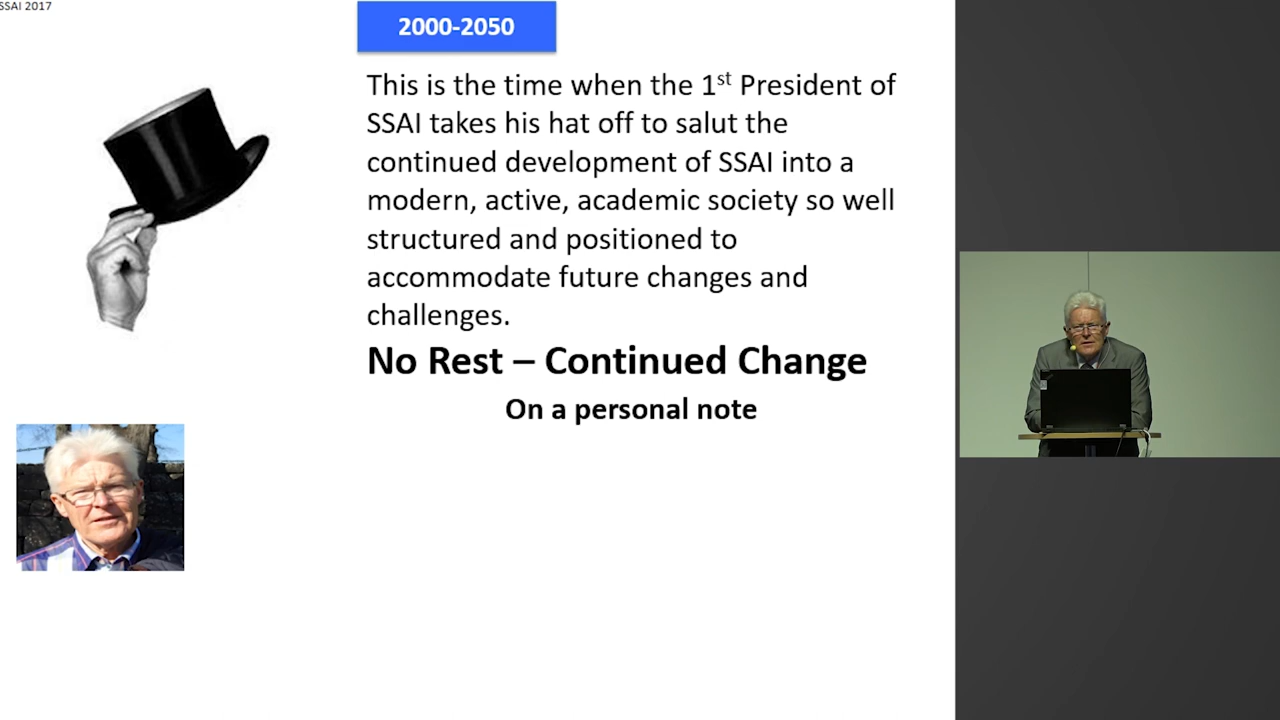 SSAI 2017
2000-2050
This is the time when the 1st President of
SSAI takes his hat off to salut the
continued development of SSAI into a
modern, active, academic society so well
structured and positioned to
accommodate future changes and
challenges.
No Rest – Continued Change
On a personal note